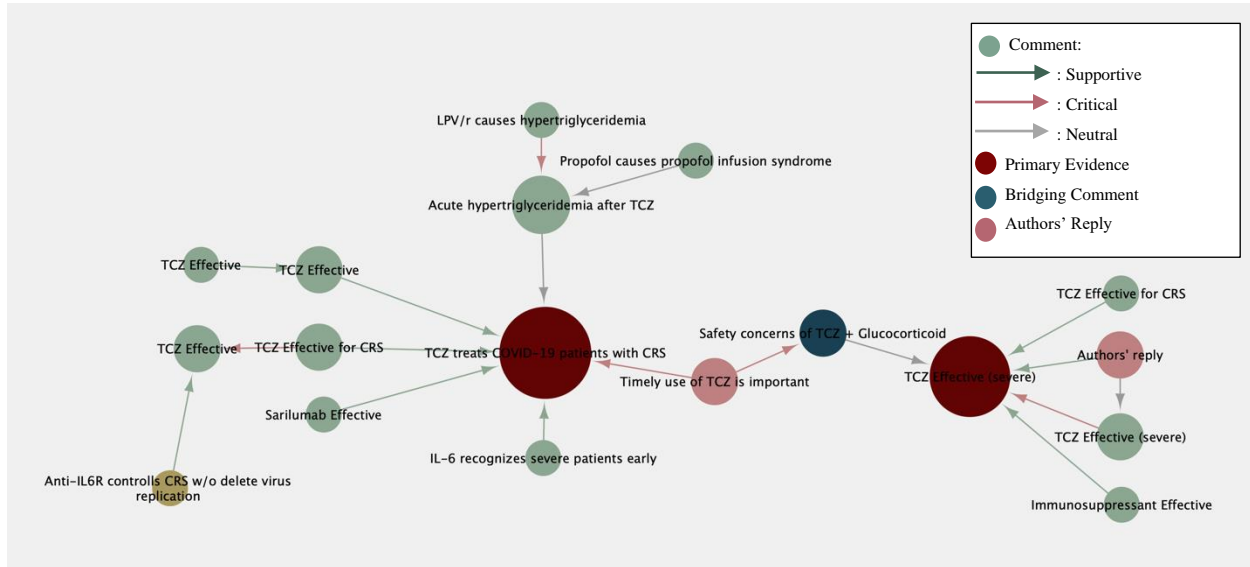 Comment:
: Supportive
: Critical
: Neutral
Primary Evidence
Bridging Comment
Authors' Reply
LPV/r causes hypertriglyceridemia
Propofol causes propofol infusion syndrome
Acute hypertriglyceridemia after TCZ
TCZ Effective
TCZ Effective
TCZ Effective
TCZ Effective for CRS
TCZ treats COVID-19 patients with CRS
Sarilumab Effective
IL-6 recognizes severe patients early
Anti-IL6R controlls CRS w/o delete virus
replication
Safety concerns of TCZ + Glucocorticoid
Timely use of TCZ is important
TCZ Effective for CRS
Authors' reply
TCZ Effective (severe)
TCZ Effective (severe)
Immunosuppressant Effective